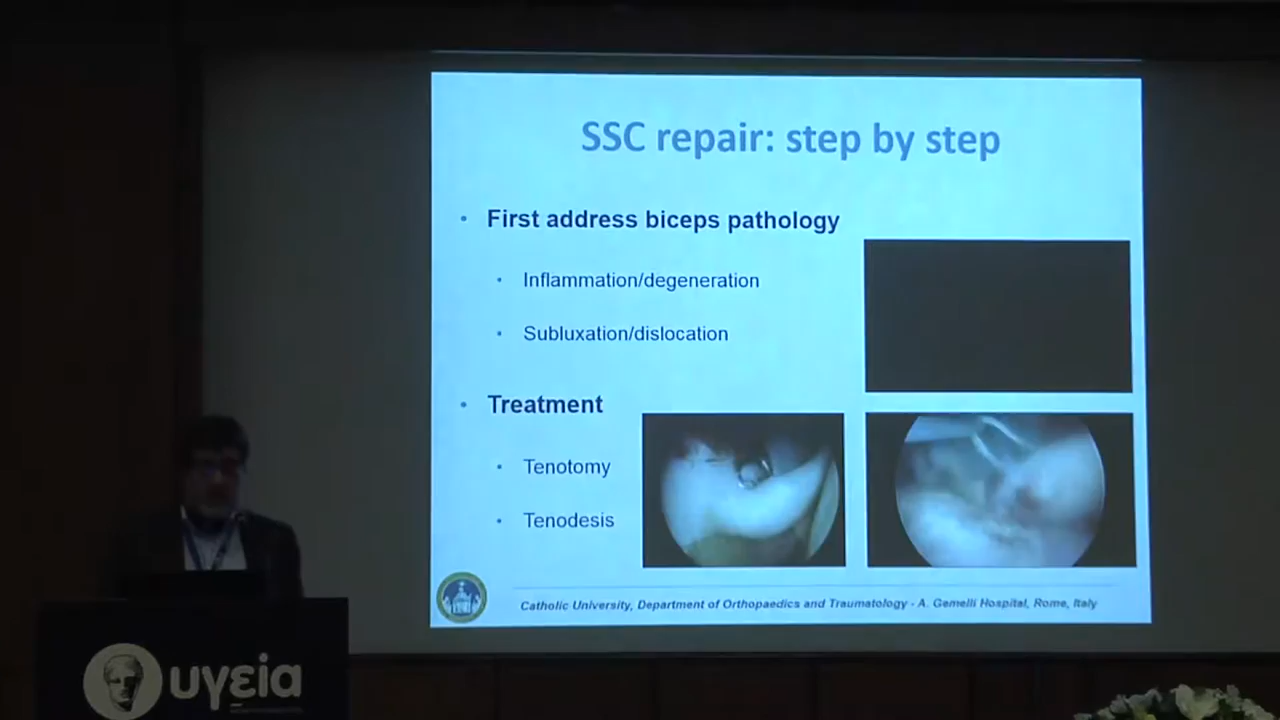 SSC repair: step by step
• First address biceps pathology
• Inflammation/degeneration
• Subluxation/dislocation
• Treatment
• Tenotomy
• Tenodesis
Catholic University, Department of Orthopaedics and Traumatology - A. Gemelli Hospital, Rome, Italy
υγεία